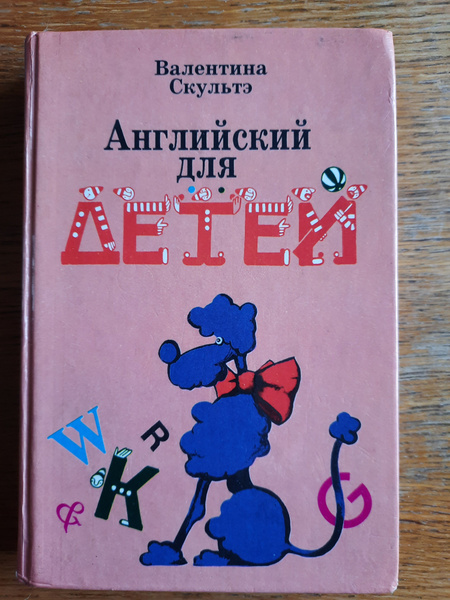 Валентина
Скультэ
Английский
для
ДЕТЕЙ
W
R
K
&
G